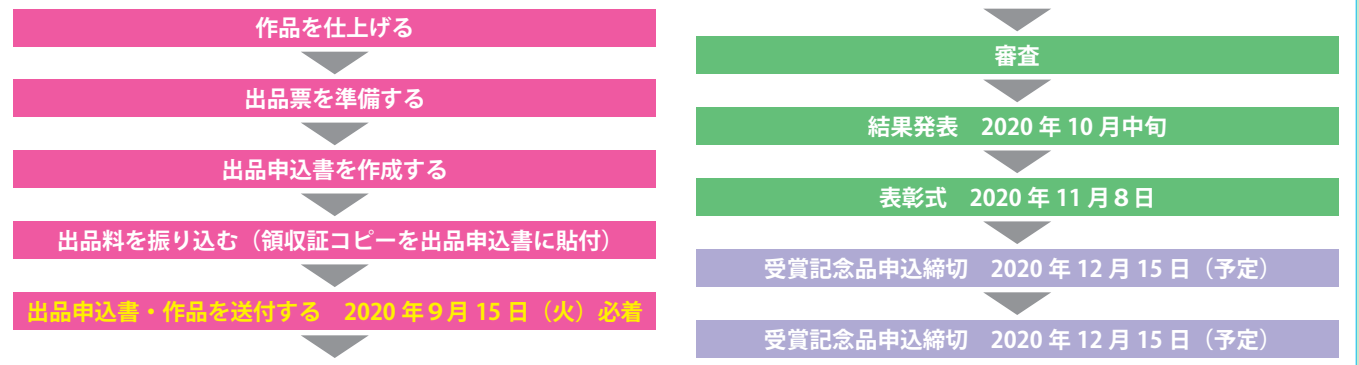 作品を仕上げる
出品票を準備する
出品申込書を作成する
出品料を振り込む（領収証コピーを出品申込書に貼付）
出品申込書・作品を送付する　2020 年９月 15 日（火）必着
審査
結果発表　2020 年 10 月中旬
表彰式　2020 年 11 月８日
受賞記念品申込締切　2020 年 12 月 15 日（予定）
受賞記念品申込締切　2020 年 12 月 15 日（予定）